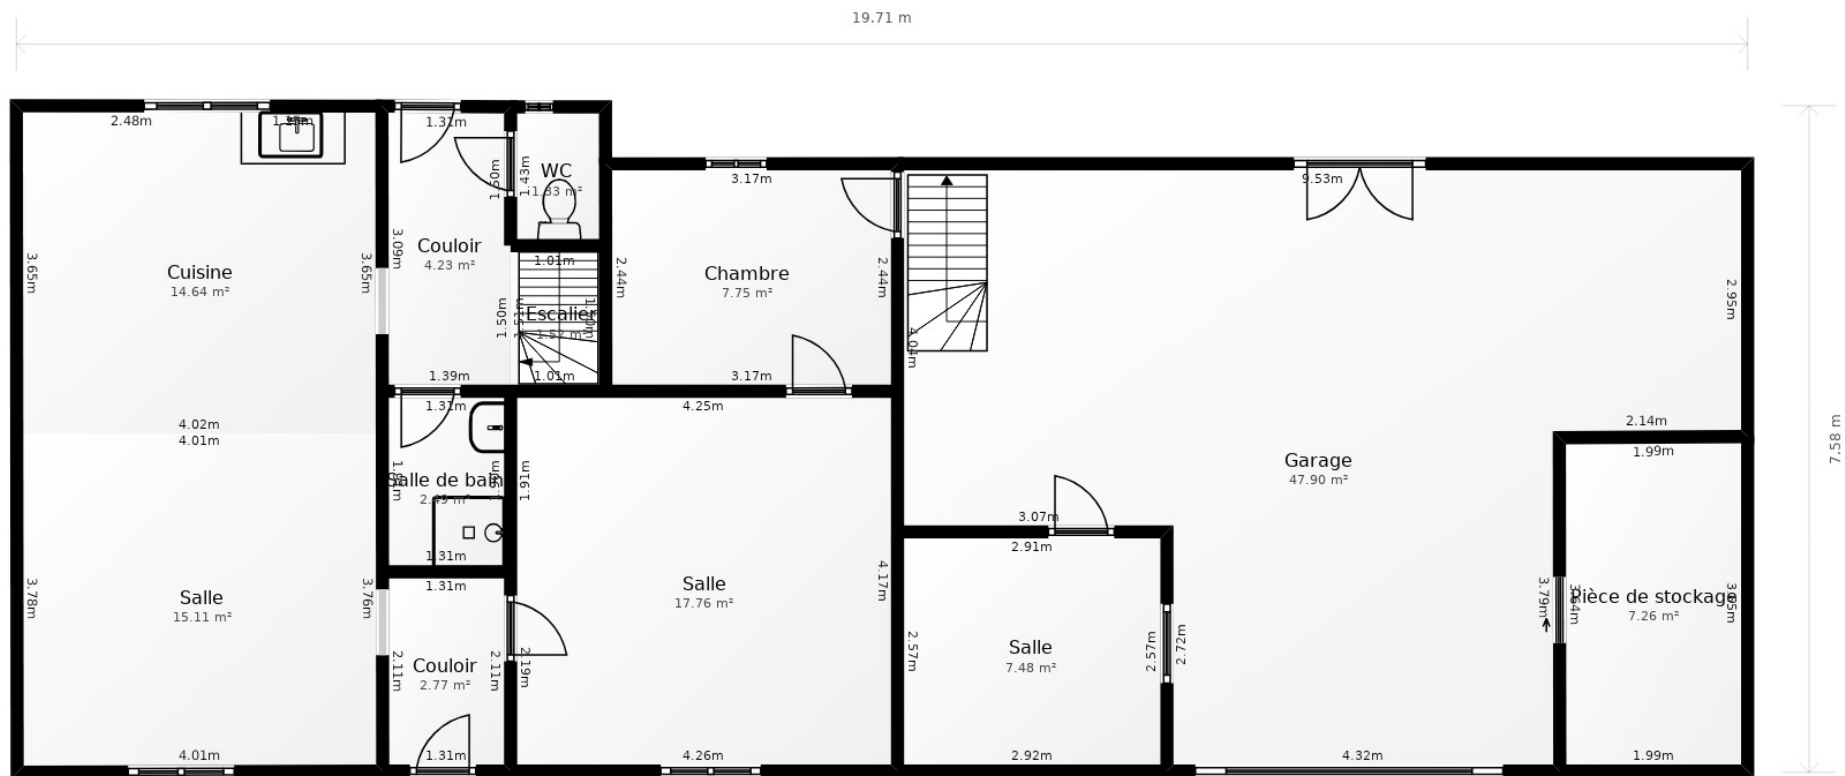 19.71 m
7.58 m
2.48m
Cuisine
14.64 m²
3.65m
3.65m
4.02m
4.01m
Salle
15.11 m²
3.78m
3.76m
4.01m
1.31m
1.50m
3.09m
Couloir
4.23 m²
1.50m
1.39m
WC
1.43m
1.01m
Escalier
1.01m
1.31m
Salle de bain
2.49 m²
1.31m
1.91m
1.31m
Couloir
2.77 m²
2.11m
2.11m
2.19m
1.31m
3.17m
Chambre
7.75 m²
2.44m
2.44m
3.17m
4.25m
Salle
17.76 m²
4.17m
4.26m
9.53m
2.95m
2.14m
Garage
47.90 m²
3.07m
2.91m
Salle
7.48 m²
2.57m
2.57m
2.72m
2.92m
4.32m
1.99m
3.79m
Pièce de stockage
7.26 m²
1.99m